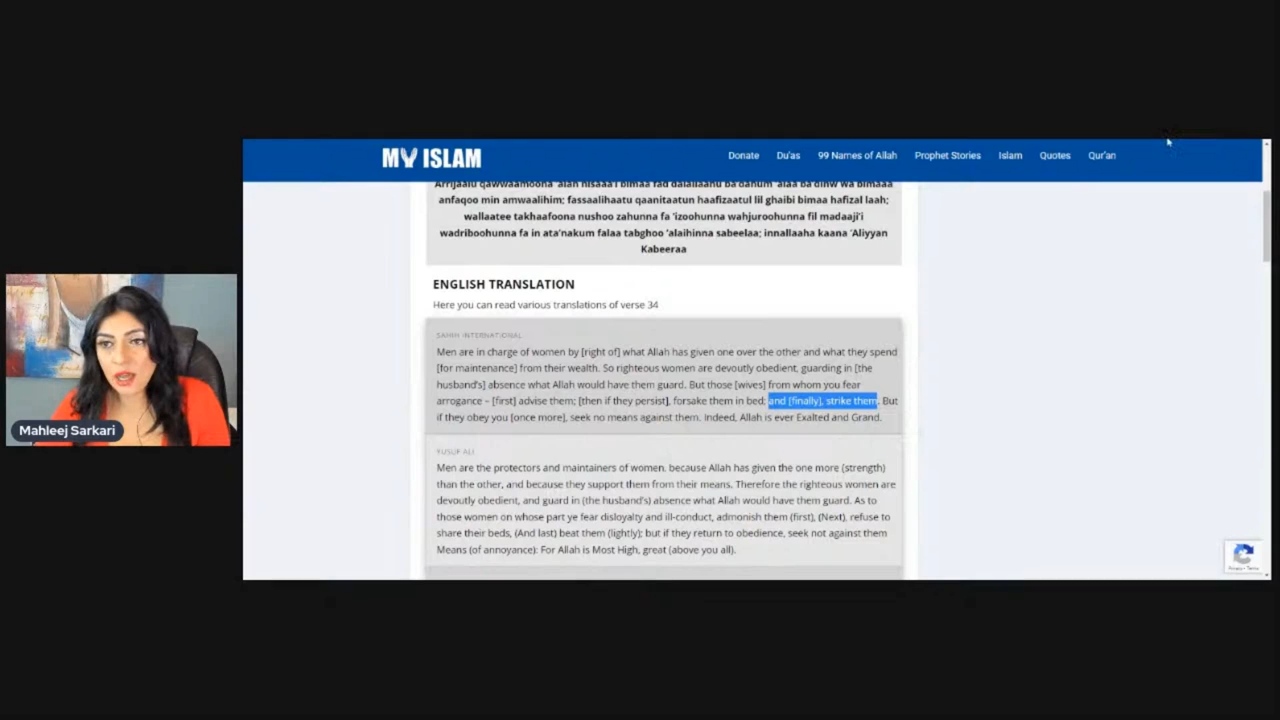 MY ISLAM
Donate Du'as 99 Names of Allah Prophet Stories Islam Quotes Qur'an
Arrijaalu qawwaamoona 'alan nisaaa'i bimaa fad dalallaahu ba'dahum 'alaa ba'dinw wa bimaaa
anfaqoo min amwaalihim; fassaalihaatu qaanitaatun haafizaatul lil ghaibi bimaa hafizal laah;
wallaatee takhaafoona nushoo zahunna fa 'izoohunna wahjuroohunna fil madaaji'i
wadriboohunna fa in ata'nakum falaa tabghoo 'alaihinna sabeelaa; innallaaha kaana 'Aliyyan
Kabeeraa
ENGLISH TRANSLATION
Here you can read various translations of verse 34
SAHIH INTERNATIONAL
Men are in charge of women by [right of] what Allah has given one over the other and what they spend
[for maintenance] from their wealth. So righteous women are devoutly obedient, guarding in [the
husband's] absence what Allah would have them guard. But those [wives] from whom you fear
arrogance – [first] advise them; [then if they persist], forsake them in bed; and [finally], strike them. But
if they obey you [once more], seek no means against them. Indeed, Allah is ever Exalted and Grand.
YUSUF ALI
Men are the protectors and maintainers of women, because Allah has given the one more (strength)
than the other, and because they support them from their means. Therefore the righteous women are
devoutly obedient, and guard in (the husband's) absence what Allah would have them guard. As to
those women on whose part ye fear disloyalty and ill-conduct, admonish them (first), (Next), refuse to
share their beds, (And last) beat them (lightly); but if they return to obedience, seek not against them
Means (of annoyance): For Allah is Most High, great (above you all).
Mahleej Sarkari
Privacy - Terms